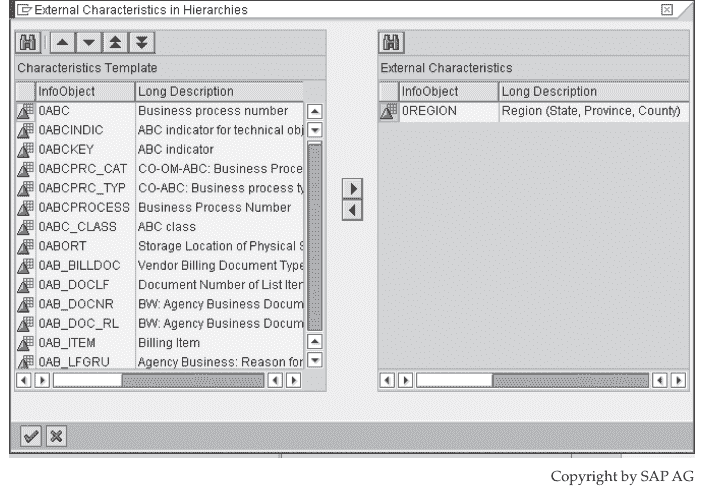 External Characteristics in Hierarchies
Characteristics Template
InfoObject Long Description
0ABC Business process number
0ABCINDIC ABC indicator for technical obj
0ABCKEY ABC indicator
0ABCPRC_CAT CO-OM-ABC: Business Proce
0ABCPRC_TYP CO-ABC: Business process ty
0ABCPROCESS Business Process Number
0ABC_CLASS ABC class
0ABORT Storage Location of Physical S
0AB_BILLDOC Vendor Billing Document Type
0AB_DOCLF Document Number of List Iter
0AB_DOCNR BW: Agency Business Docum
0AB_DOC_RL BW: Agency Business Docum
0AB_ITEM Billing Item
0AB_LFGRU Agency Business: Reason for
External Characteristics
InfoObject Long Description
0REGION Region (State, Province, County)
Copyright by SAP AG